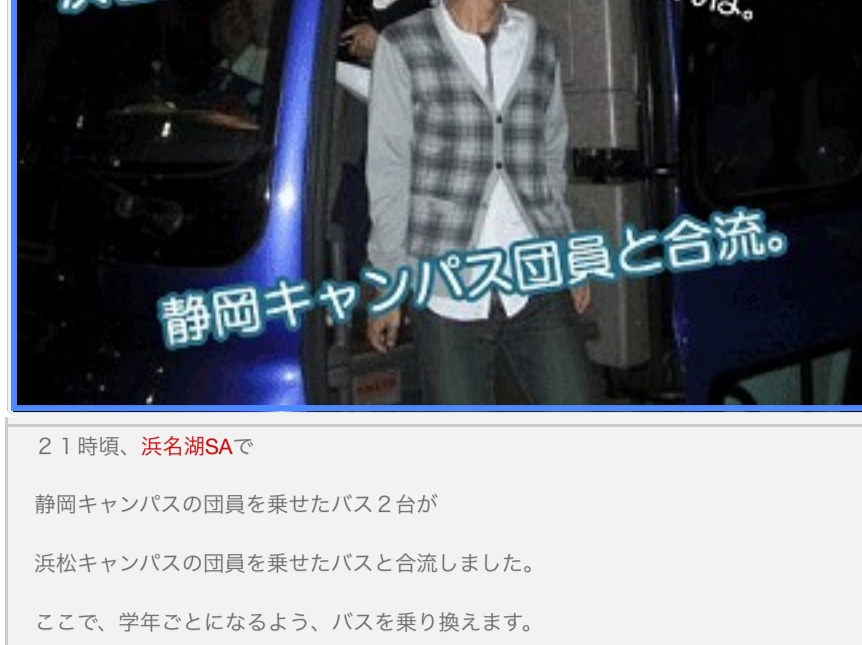 静岡キャンパス団員と合流。
２１時頃、浜名湖SAで
静岡キャンパスの団員を乗せたバス２台が
浜松キャンパスの団員を乗せたバスと合流しました。
ここで、学年ごとになるよう、バスを乗り換えます。